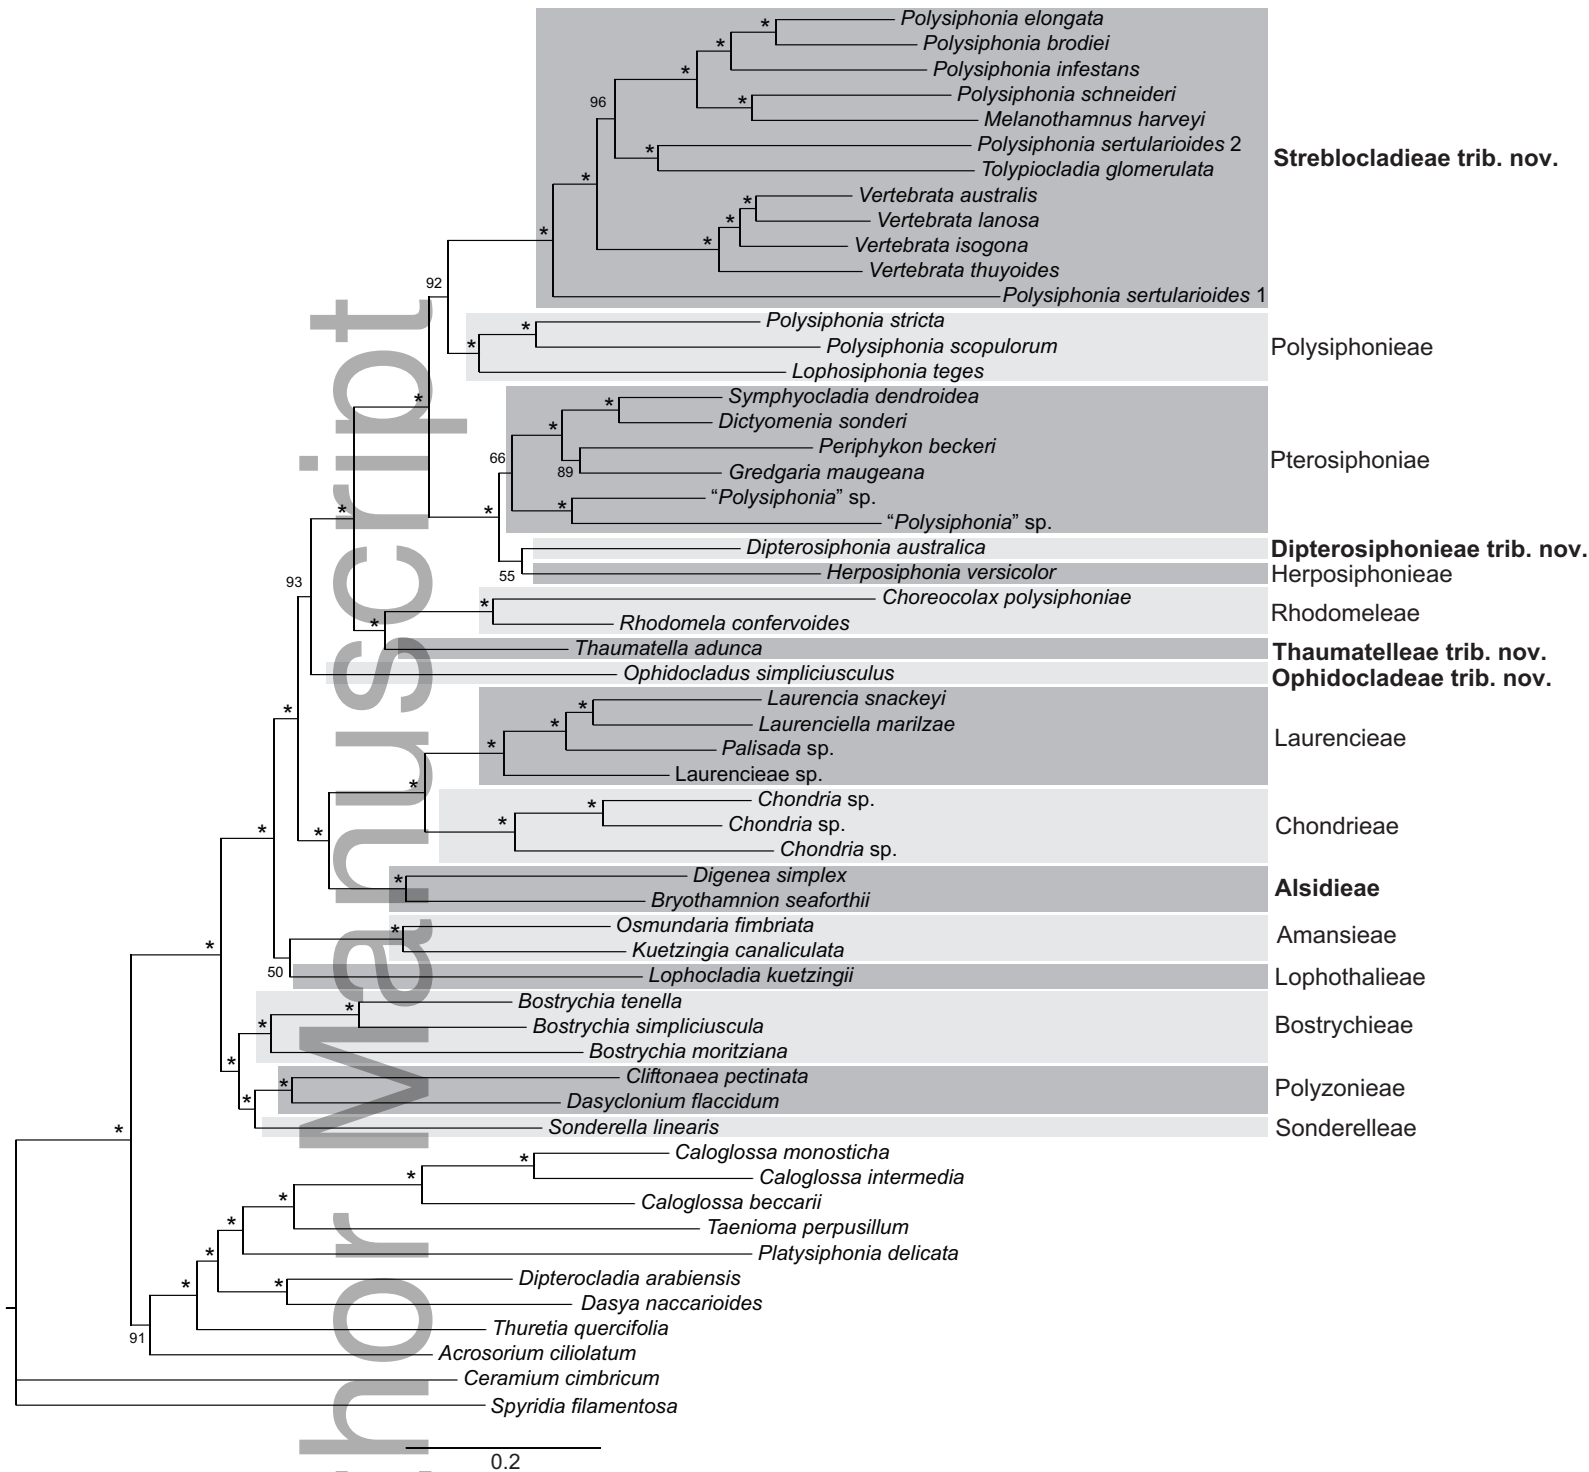 Polysiphonia elongata
Polysiphonia brodiei
Polysiphonia infestans
Polysiphonia schneideri
Melanothamnus harveyi
Polysiphonia sertularioides 2
Tolypiocladia glomerulata
Vertebrata australis
Vertebrata lanosa
Vertebrata isogona
Vertebrata thuyoides
Polysiphonia sertularioides 1
Streblocladieae trib. nov.
Polysiphonia stricta
Polysiphonia scopulorum
Lophosiphonia teges
Polysiphonieae
Symphyocladia dendroidea
Dictyomenia sonderi
Periphykon beckeri
Gredgaria maugeana
“Polysiphonia” sp.
“Polysiphonia” sp.
Pterosiphoniae
Dipterosiphonia australica
Dipterosiphonieae trib. nov.
Herposiphonia versicolor
Herposiphonieae
Choreocolax polysiphoniae
Rhodomela confervoides
Rhodomeleae
Thaumatella adunca
Thaumatelleae trib. nov.
Ophidocladus simpliciusculus
Ophidocladeae trib. nov.
Laurencia snackeyi
Laurenciella marilzae
Palisada sp.
Laurencieae sp.
Laurencieae
Chondria sp.
Chondria sp.
Chondria sp.
Chondrieae
Digenea simplex
Bryothamnion seaforthii
Alsidieae
Osmundaria fimbriata
Kuetzingia canaliculata
Amansieae
Lophocladia kuetzingii
Lophothalieae
Bostrychia tenella
Bostrychia simpliciuscula
Bostrychia moritziana
Bostrychieae
Cliftonaea pectinata
Dasyclonium flaccidum
Polyzonieae
Sonderella linearis
Sonderelleae
Caloglossa monosticha
Caloglossa intermedia
Caloglossa beccarii
Taenioma perpusillum
Platysiphonia delicata
Dipterocladia arabiensis
Dasya naccarioides
Thuretia quercifolia
Acrosorium ciliolatum
Ceramium cimbricum
Spyridia filamentosa
96
92
66
89
55
93
50
91
0.2
hor Manuscript